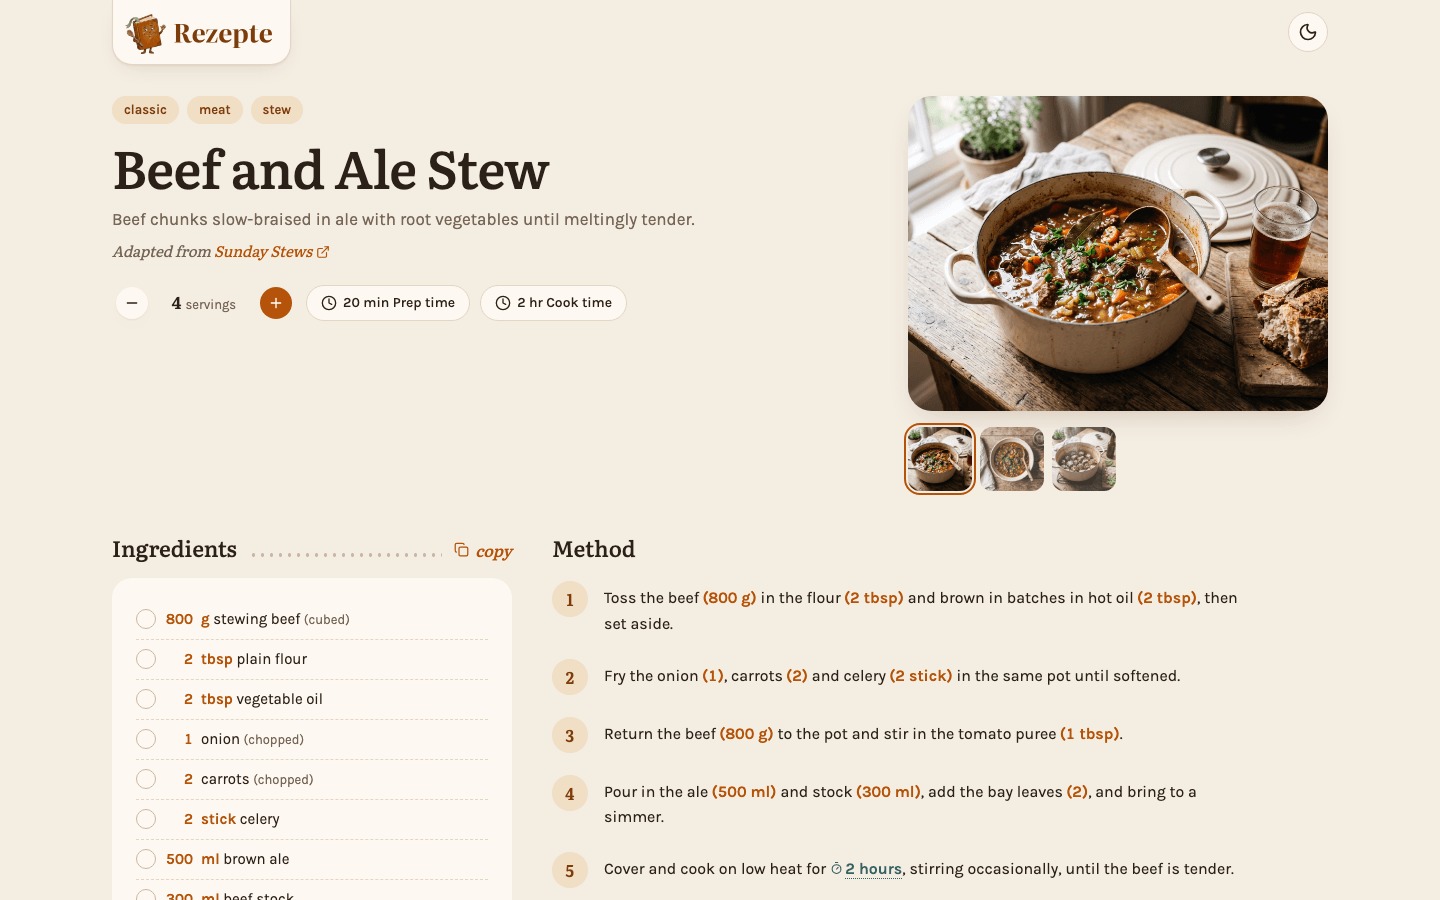 Rezepte
classic meat stew
Beef and Ale Stew
Beef chunks slow-braised in ale with root vegetables until meltingly tender.
Adapted from Sunday Stews
4 servings
20 min Prep time
2 hr Cook time
Ingredients
copy
800 g stewing beef (cubed)
2 tbsp plain flour
2 tbsp vegetable oil
1 onion (chopped)
2 carrots (chopped)
2 stick celery
500 ml brown ale
300 ml beef stock
Method
1 Toss the beef (800 g) in the flour (2 tbsp) and brown in batches in hot oil (2 tbsp), then
set aside.
2 Fry the onion (1), carrots (2) and celery (2 stick) in the same pot until softened.
3 Return the beef (800 g) to the pot and stir in the tomato puree (1 tbsp).
4 Pour in the ale (500 ml) and stock (300 ml), add the bay leaves (2), and bring to a
simmer.
5 Cover and cook on low heat for 2 hours, stirring occasionally, until the beef is tender.